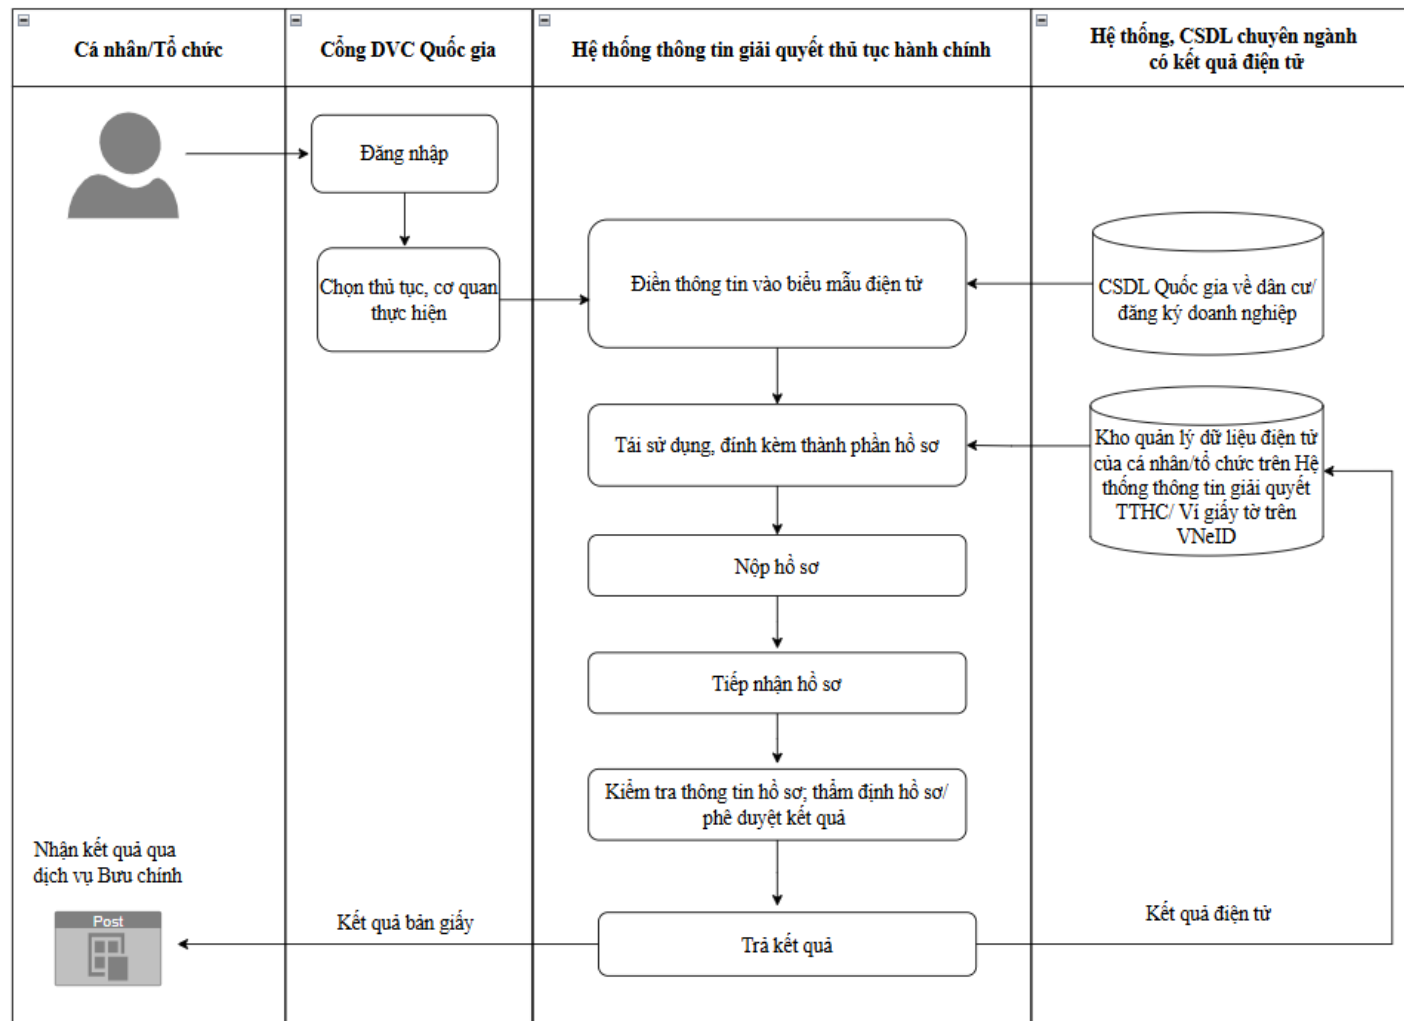 Cá nhân/Tổ chức
Cổng DVC Quốc gia
Hệ thống thông tin giải quyết thủ tục hành chính
Hệ thống, CSDL chuyên ngành
có kết quả điện tử
Đăng nhập
Chọn thủ tục, cơ quan
thực hiện
Điền thông tin vào biểu mẫu điện tử
CSDL Quốc gia về dân cư/
đăng ký doanh nghiệp
Tái sử dụng, đính kèm thành phần hồ sơ
Kho quản lý dữ liệu điện tử
của cá nhân/tổ chức trên Hệ
thống thông tin giải quyết
TTHC/ Ví giấy tờ trên
VNeID
Nộp hồ sơ
Tiếp nhận hồ sơ
Kiểm tra thông tin hồ sơ; thẩm định hồ sơ/
phê duyệt kết quả
Nhận kết quả qua
dịch vụ Bưu chính
Post
Kết quả bản giấy
Trả kết quả
Kết quả điện tử